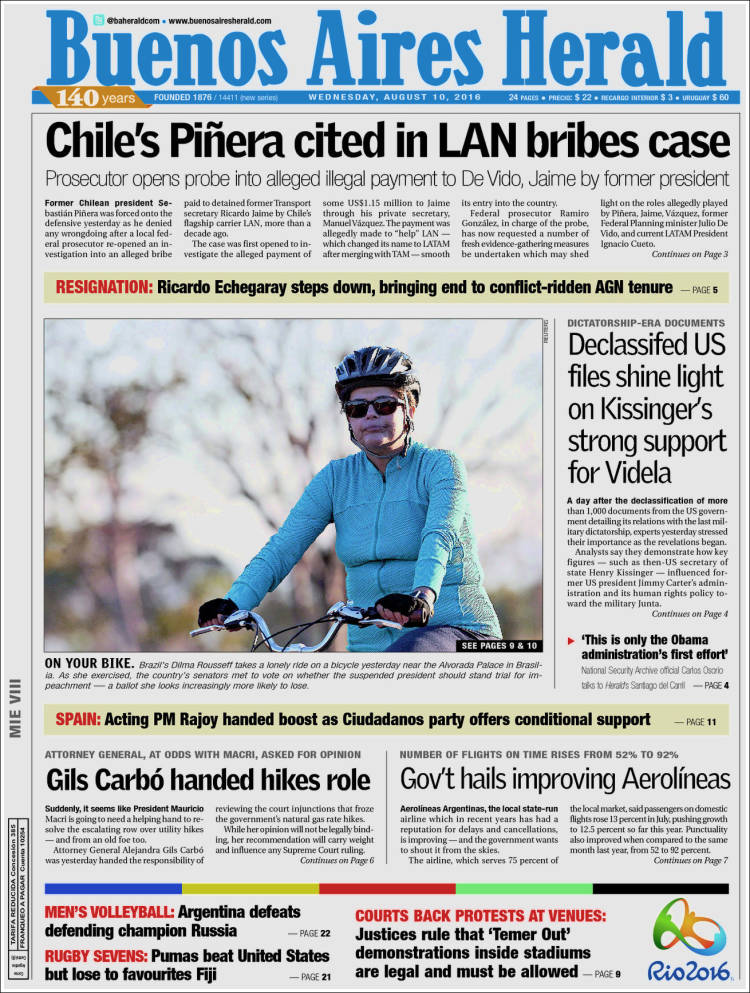 @baheraldcom • www.buenosairesherald.com
Buenos Aires Herald
140 years
FOUNDED 1876 / 14411 (new series)
WEDNESDAY, AUGUST 10, 2016
24 PAGES • PRECIO: $ 22 • RECARGO INTERIOR $ 3 • URUGUAY $ 60
Chile's Piñera cited in LAN bribes case
Prosecutor opens probe into alleged illegal payment to De Vido, Jaime by former president
Former Chilean president Se-
bastián Piñera was forced onto the
defensive yesterday as he denied
any wrongdoing after a local fed-
eral prosecutor re-opened an in-
vestigation into an alleged bribe
paid to detained former Transport
secretary Ricardo Jaime by Chile's
flagship carrier LAN, more than a
decade ago.
The case was first opened to in-
vestigate the alleged payment of
some US$1.15 million to Jaime
through his private secretary,
Manuel Vázquez. The payment was
allegedly made to "help" LAN —
which changed its name to LATAM
after merging with TAM — smooth
its entry into the country.
Federal prosecutor Ramiro
González, in charge of the probe,
has now requested a number of
fresh evidence-gathering measures
be undertaken which may shed
light on the roles allegedly played
by Piñera, Jaime, Vázquez, former
Federal Planning minister Julio De
Vido, and current LATAM President
Ignacio Cueto.
Continues on Page 3
RESIGNATION: Ricardo Echegaray steps down, bringing end to conflict-ridden AGN tenure — PAGE 5
REUTERS
SEE PAGES 9 & 10
ON YOUR BIKE. Brazil's Dilma Rousseff takes a lonely ride on a bicycle yesterday near the Alvorada Palace in Brasil-
ia. As she exercised, the country's senators met to vote on whether the suspended president should stand trial for im-
peachment — a ballot she looks increasingly more likely to lose.
DICTATORSHIP-ERA DOCUMENTS
Declassifed US
files shine light
on Kissinger's
strong support
for Videla
A day after the declassification of more
than 1,000 documents from the US govern-
ment detailing its relations with the last mil-
itary dictatorship, experts yesterday stressed
their importance as the revelations began.
Analysts say they demonstrate how key
figures — such as then-US secretary of
state Henry Kissinger — influenced for-
mer US president Jimmy Carter's admin-
istration and its human rights policy to-
ward the military Junta.
Continues on Page 4
'This is only the Obama
administration's first effort'
National Security Archive official Carlos Osorio
talks to Herald's Santiago del Carril — PAGE 4
SPAIN: Acting PM Rajoy handed boost as Ciudadanos party offers conditional support — PAGE 11
ATTORNEY GENERAL, AT ODDS WITH MACRI, ASKED FOR OPINION
Gils Carbó handed hikes role
Suddenly, it seems like President Mauricio
Macri is going to need a helping hand to re-
solve the escalating row over utility hikes
— and from an old foe too.
Attorney General Alejandra Gils Carbó
was yesterday handed the responsibility of
reviewing the court injunctions that froze
the government's natural gas rate hikes.
While her opinion will not be legally bind-
ing, her recommendation will carry weight
and influence any Supreme Court ruling.
Continues on Page 6
NUMBER OF FLIGHTS ON TIME RISES FROM 52% TO 92%
Gov't hails improving Aerolíneas
Aerolíneas Argentinas, the local state-run
airline which in recent years has had a
reputation for delays and cancellations,
is improving — and the government wants
to shout it from the skies.
The airline, which serves 75 percent of
the local market, said passengers on domestic
flights rose 13 percent in July, pushing growth
to 12.5 percent so far this year. Punctuality
also improved when compared to the same
month last year, from 52 to 92 percent.
Continues on Page 7
MEN'S VOLLEYBALL: Argentina defeats
defending champion Russia — PAGE 22
RUGBY SEVENS: Pumas beat United States
but lose to favourites Fiji — PAGE 21
COURTS BACK PROTESTS AT VENUES:
Justices rule that 'Temer Out'
demonstrations inside stadiums
are legal and must be allowed — PAGE 9
Rio2016
MIE VIII
TARIFA REDUCIDA Concesión 385
FRANQUEO A PAGAR Cuenta 10254